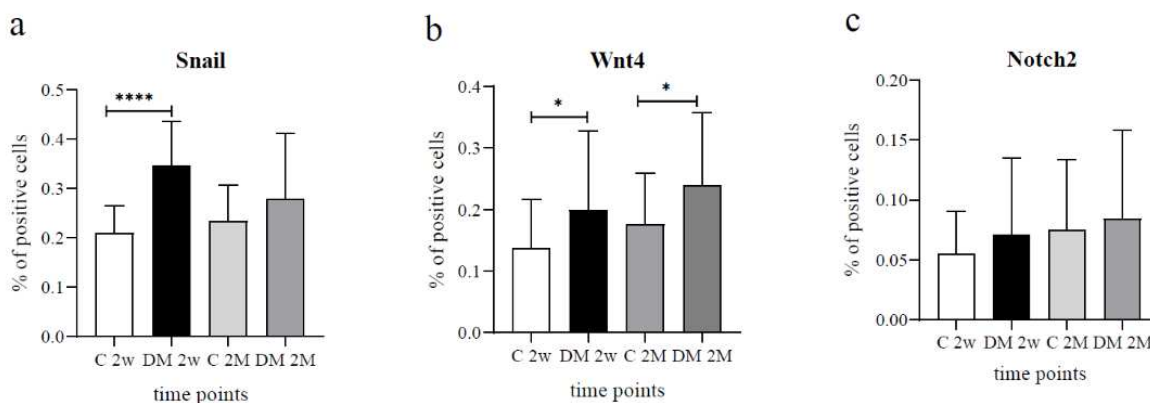 a
Snail
% of positive cells
0.5
0.4
0.3
0.2
0.1
0.0
****
C 2w DM 2w C 2M DM 2M
time points
b
Wnt4
% of positive cells
0.4
0.3
0.2
0.1
0.0
* *
C 2w DM 2w C 2M DM 2M
time points
c
Notch2
% of positive cells
0.20
0.15
0.10
0.05
0.00
C 2w DM 2w C 2M DM 2M
time points